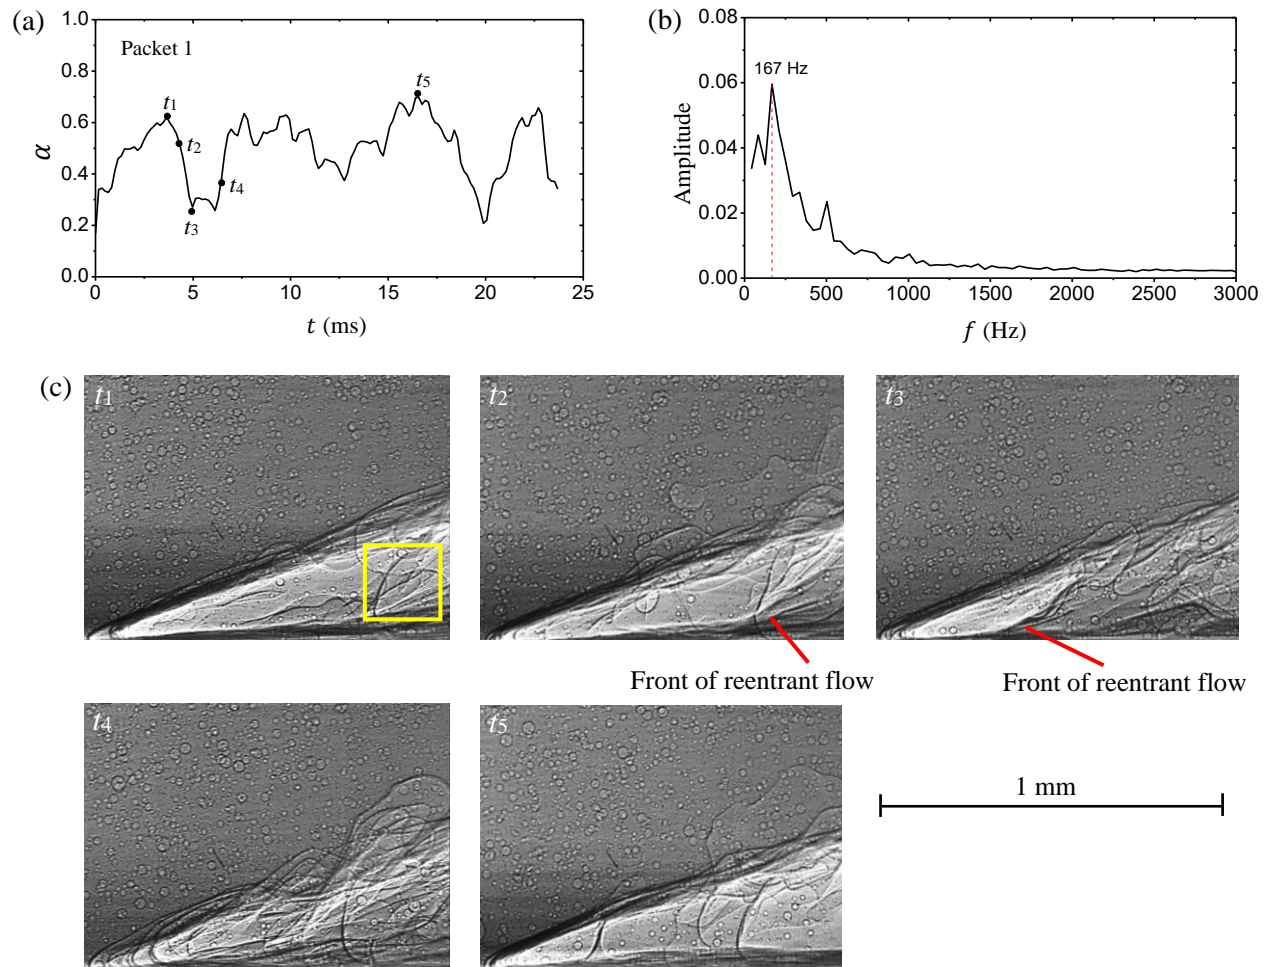 (a)
1.0
0.8
0.6
0.4
0.2
0.0
α
Packet 1
t1
t2
t3
t4
t5
0 5 10 15 20 25
t (ms)
(b)
0.08
0.06
0.04
0.02
0.00
Amplitude
167 Hz
0 500 1000 1500 2000 2500 3000
f (Hz)
(c)
t1
t2
t3
Front of reentrant flow
Front of reentrant flow
t4
t5
1 mm